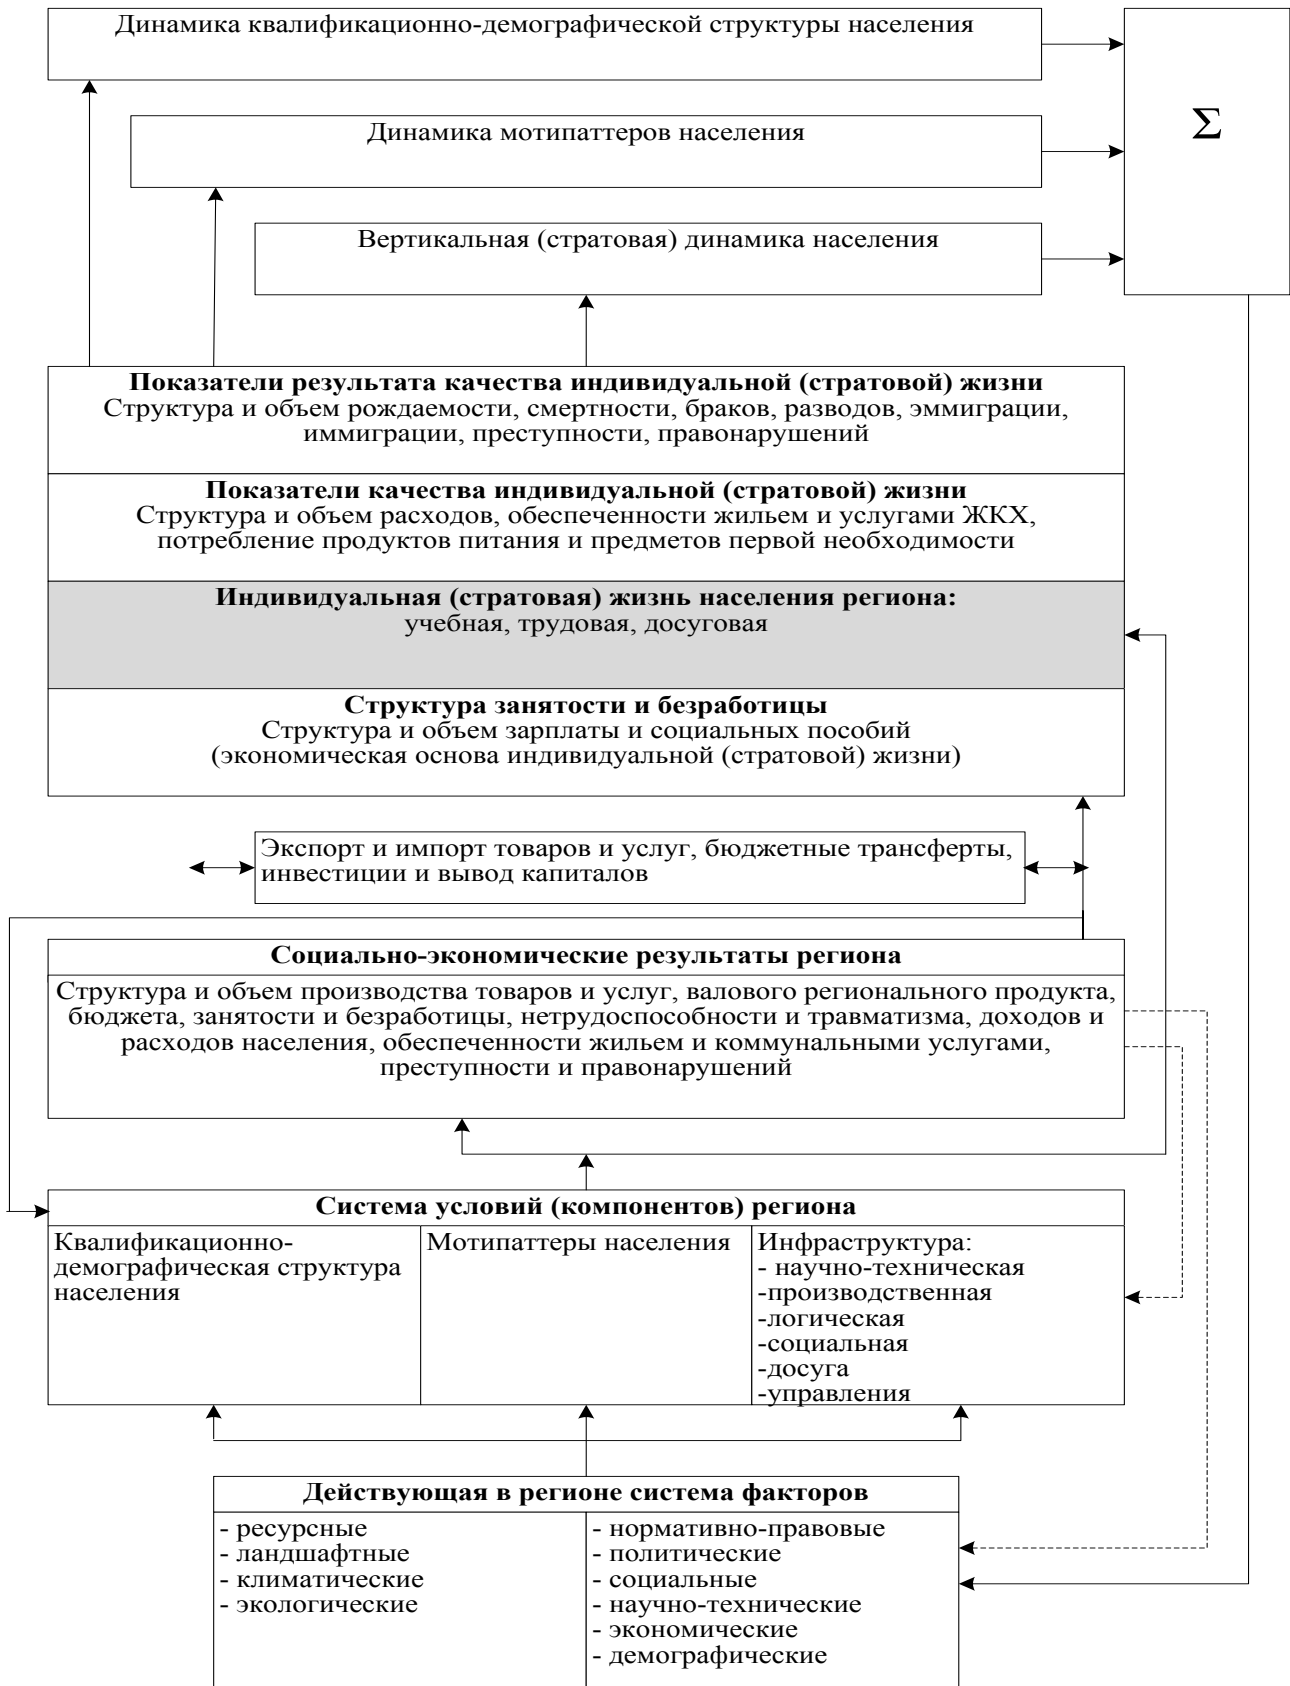 Динамика квалификационно-демографической структуры населения
Σ
Динамика мотипаттеров населения
Вертикальная (стратовая) динамика населения
Показатели результата качества индивидуальной (стратовой) жизни
Структура и объем рождаемости, смертности, браков, разводов, эммиграции,
иммиграции, преступности, правонарушений
Показатели качества индивидуальной (стратовой) жизни
Структура и объем расходов, обеспеченности жильем и услугами ЖКХ,
потребление продуктов питания и предметов первой необходимости
Индивидуальная (стратовая) жизнь населения региона:
учебная, трудовая, досуговая
Структура занятости и безработицы
Структура и объем зарплаты и социальных пособий
(экономическая основа индивидуальной (стратовой) жизни)
Экспорт и импорт товаров и услуг, бюджетные трансферты,
инвестиции и вывод капиталов
Социально-экономические результаты региона
Структура и объем производства товаров и услуг, валового регионального продукта,
бюджета, занятости и безработицы, нетрудоспособности и травматизма, доходов и
расходов населения, обеспеченности жильем и коммунальными услугами,
преступности и правонарушений
Система условий (компонентов) региона
Квалификационно-
демографическая структура
населения
Мотипаттеры населения
Инфраструктура:
- научно-техническая
-производственная
-логическая
-социальная
-досуга
-управления
Действующая в регионе система факторов
- ресурсные
- ландшафтные
- климатические
- экологические
- нормативно-правовые
- политические
- социальные
- научно-технические
- экономические
- демографические